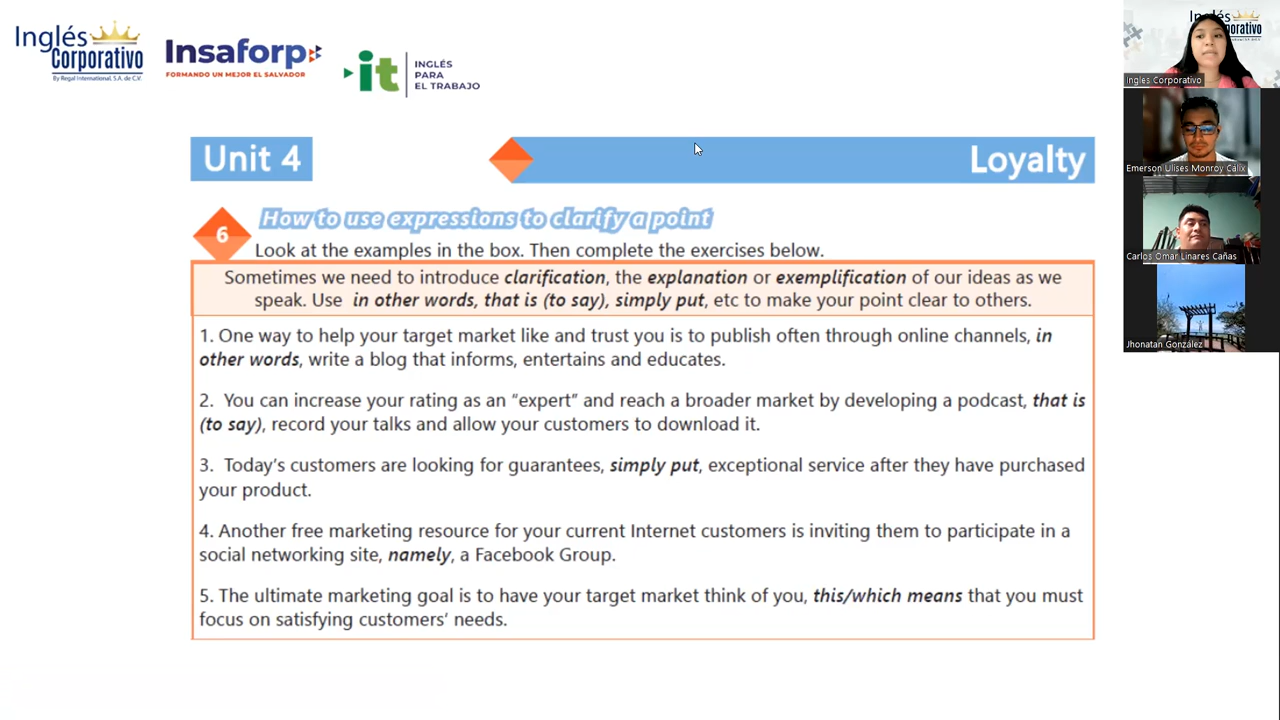 Inglés
Corporativo
By Regal International, S.A. de C.V.
Insaforp
FORMANDO UN MEJOR EL SALVADOR
it
INGLÉS
PARA
EL TRABAJO
Unit 4
Loyalty
6
How to use expressions to clarify a point
Look at the examples in the box. Then complete the exercises below.
Sometimes we need to introduce clarification, the explanation or exemplification of our ideas as we
speak. Use in other words, that is (to say), simply put, etc to make your point clear to others.
1. One way to help your target market like and trust you is to publish often through online channels, in
other words, write a blog that informs, entertains and educates.
2. You can increase your rating as an “expert” and reach a broader market by developing a podcast, that is
(to say), record your talks and allow your customers to download it.
3. Today’s customers are looking for guarantees, simply put, exceptional service after they have purchased
your product.
4. Another free marketing resource for your current Internet customers is inviting them to participate in a
social networking site, namely, a Facebook Group.
5. The ultimate marketing goal is to have your target market think of you, this/which means that you must
focus on satisfying customers’ needs.
Inglés
Corporativo
Ingles Corporativo
Emerson Ulises Monroy Cálix
Carlos Omar Linares Cañas
Jhonatan González